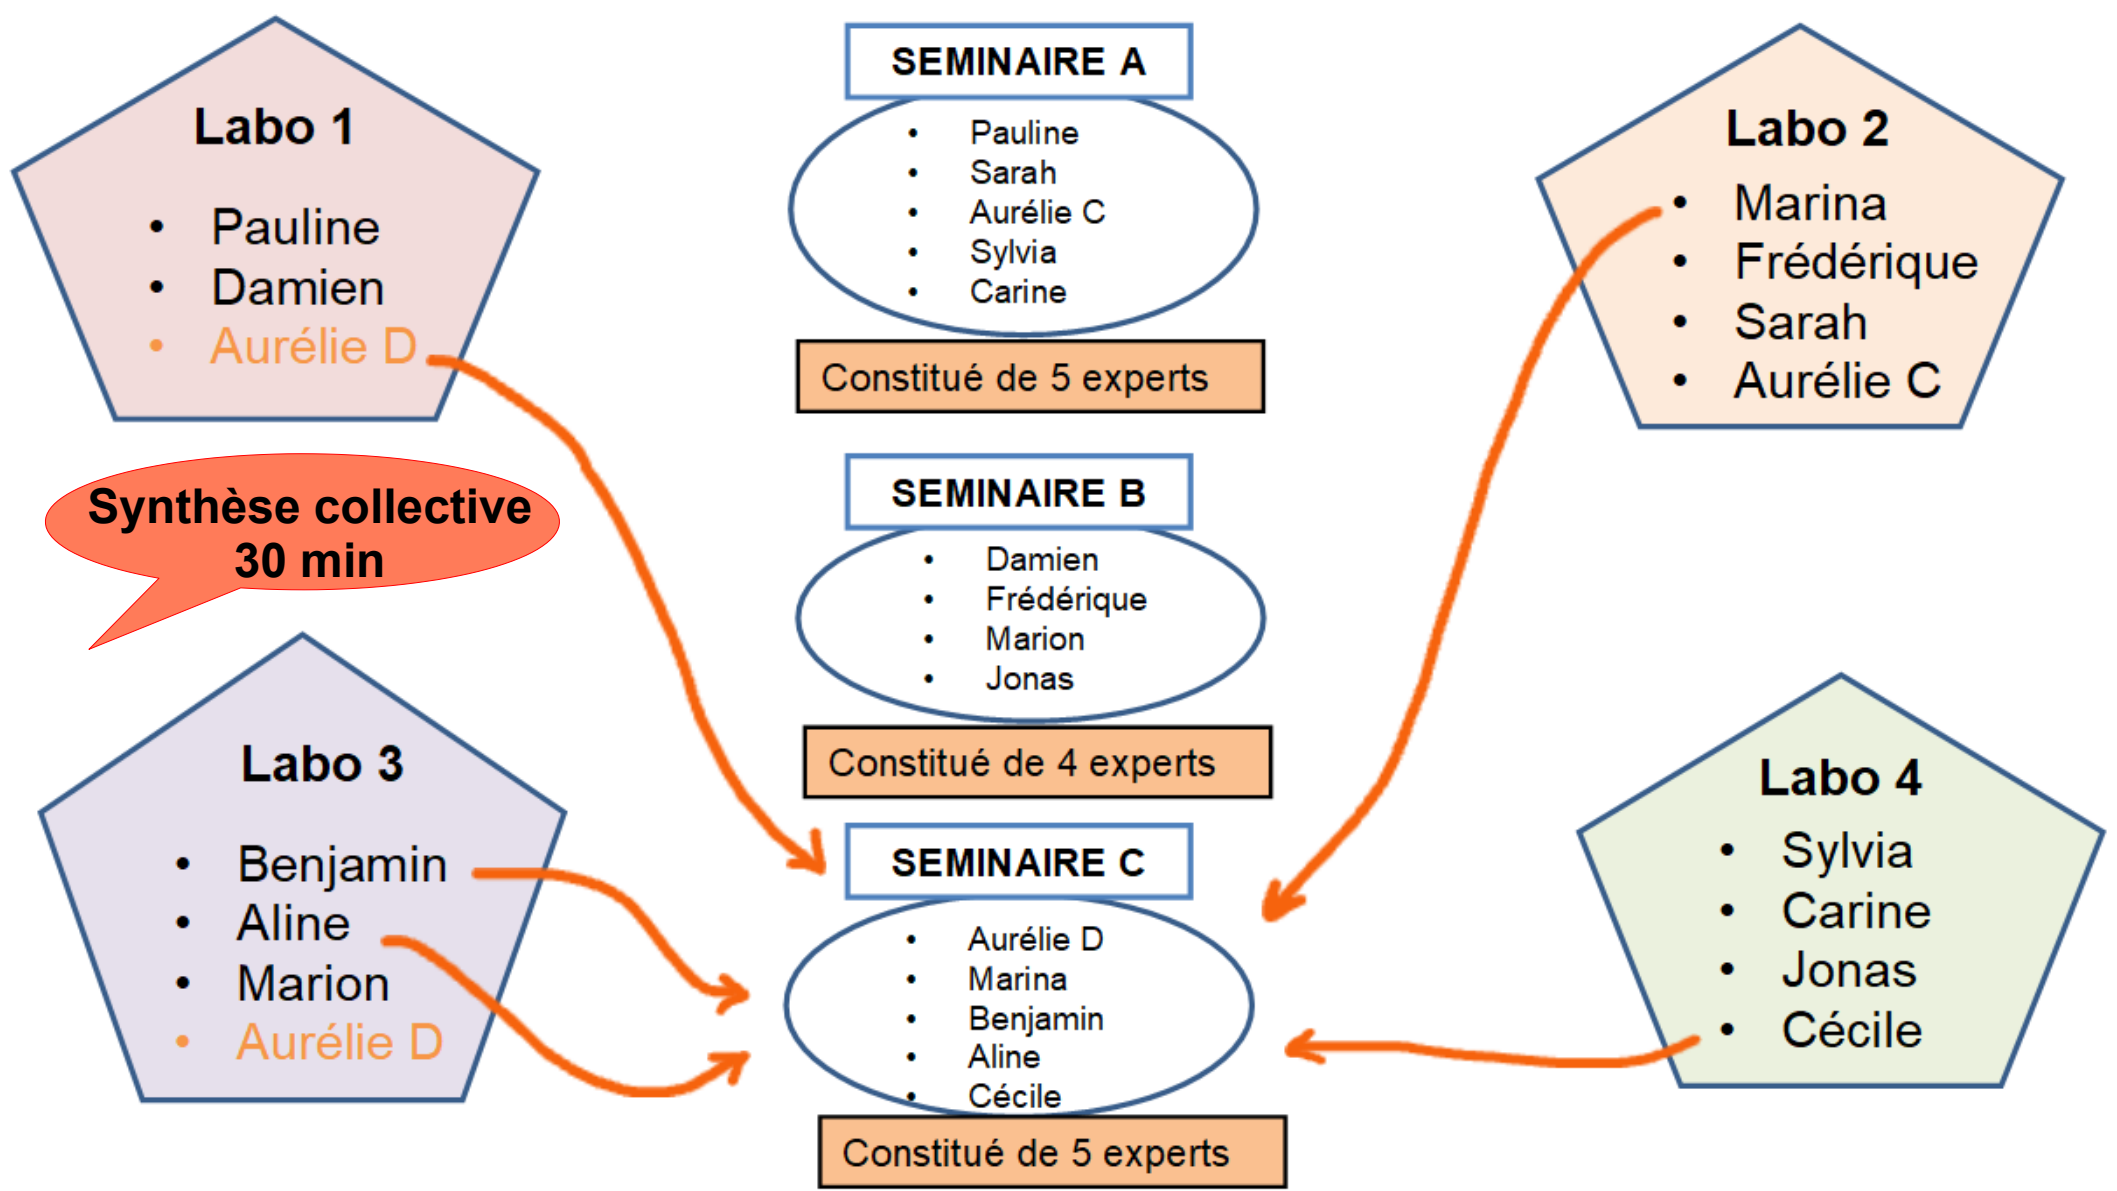 Labo 1
• Pauline
• Damien
• Aurélie D
SEMINAIRE A
• Pauline
• Sarah
• Aurélie C
• Sylvia
• Carine
Constitué de 5 experts
Labo 2
• Marina
• Frédérique
• Sarah
• Aurélie C
Synthèse collective
30 min
SEMINAIRE B
• Damien
• Frédérique
• Marion
• Jonas
Constitué de 4 experts
Labo 3
• Benjamin
• Aline
• Marion
• Aurélie D
SEMINAIRE C
• Aurélie D
• Marina
• Benjamin
• Aline
• Cécile
Constitué de 5 experts
Labo 4
• Sylvia
• Carine
• Jonas
• Cécile